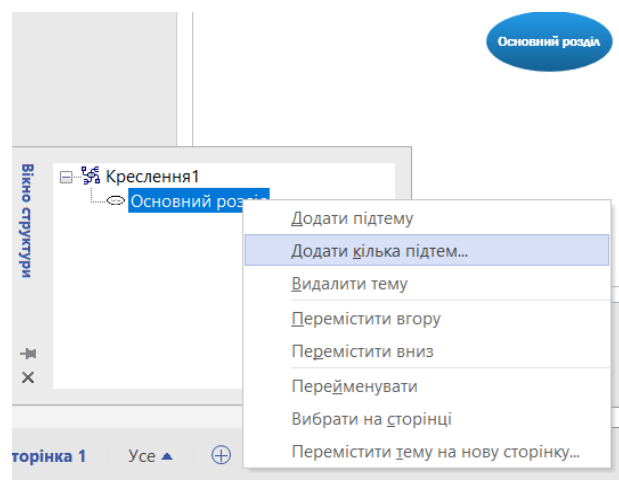 Основний розділ
Вікно структури
Креслення1
Основний розділ
Додати підтему
Додати кілька підтем...
Видалити тему
Перемістити вгору
Перемістити вниз
Перейменувати
Вибрати на сторінці
Перемістити тему на нову сторінку...
торінка 1 Усе